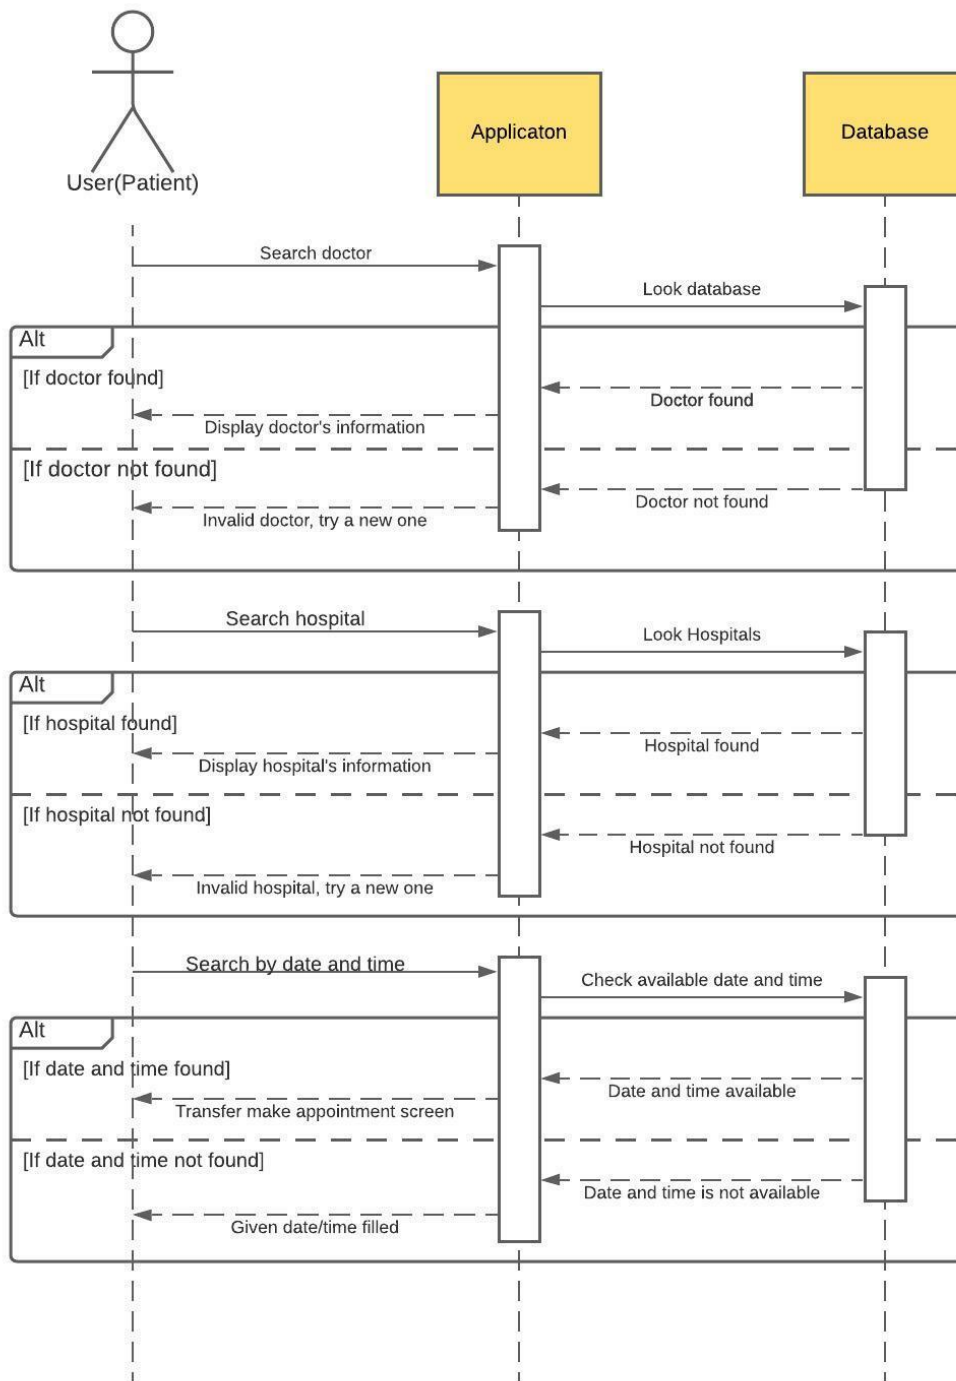 User(Patient)
Applicaton
Database
Search doctor
Look database
Alt
[If doctor found]
Doctor found
Display doctor's information
[If doctor not found]
Doctor not found
Invalid doctor, try a new one
Search hospital
Look Hospitals
Alt
[If hospital found]
Hospital found
Display hospital's information
[If hospital not found]
Hospital not found
Invalid hospital, try a new one
Search by date and time
Check available date and time
Alt
[If date and time found]
Date and time available
Transfer make appointment screen
[If date and time not found]
Date and time is not available
Given date/time filled